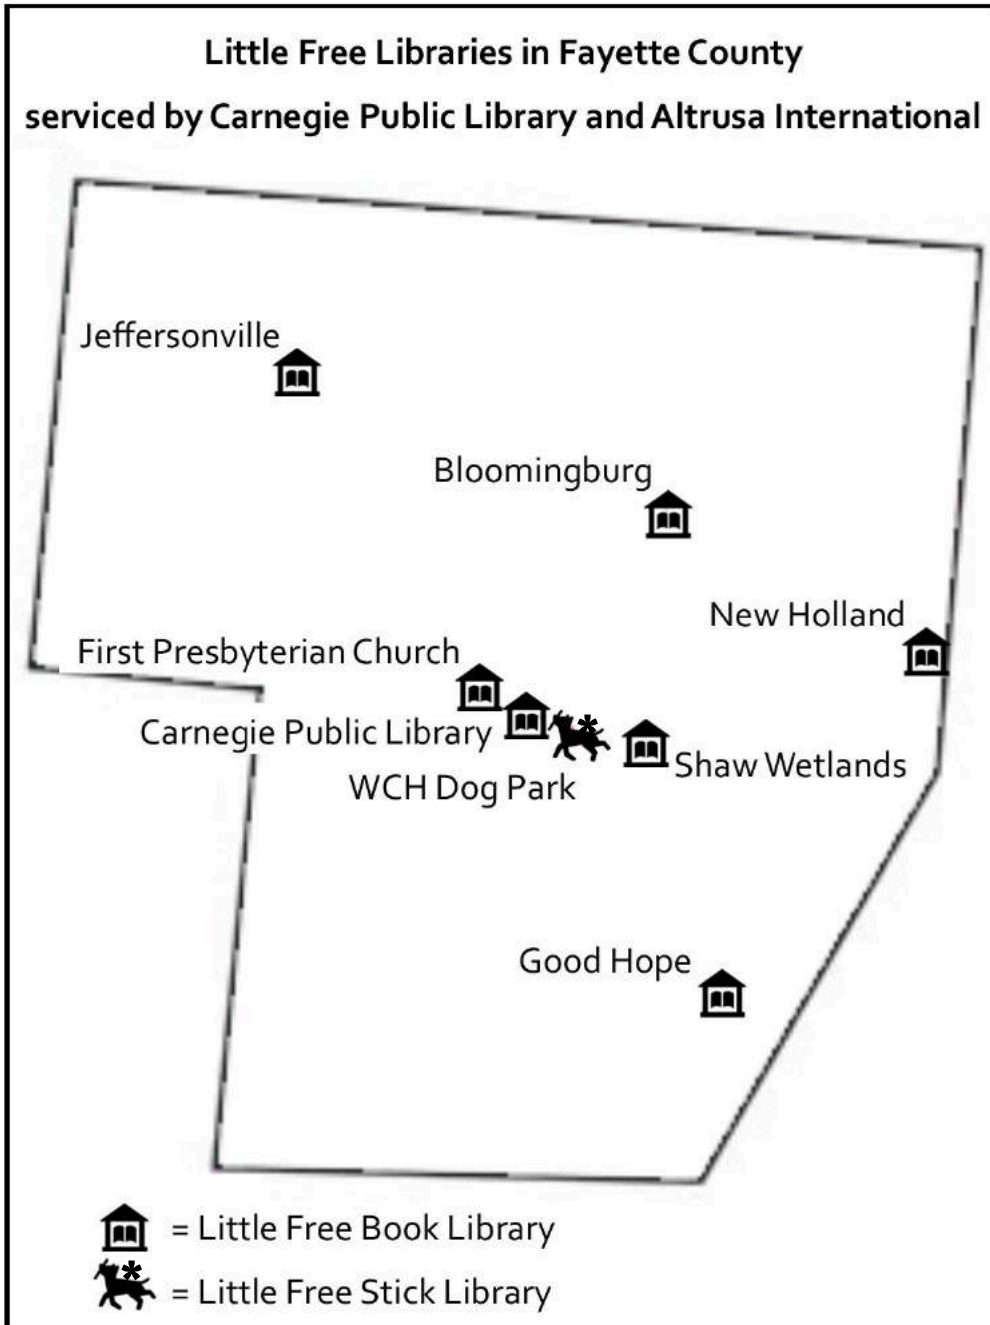 Little Free Libraries in Fayette County
serviced by Carnegie Public Library and Altrusa International
Jeffersonville
Bloomingburg
New Holland
First Presbyterian Church
Carnegie Public Library
Shaw Wetlands
WCH Dog Park
Good Hope
= Little Free Book Library
= Little Free Stick Library